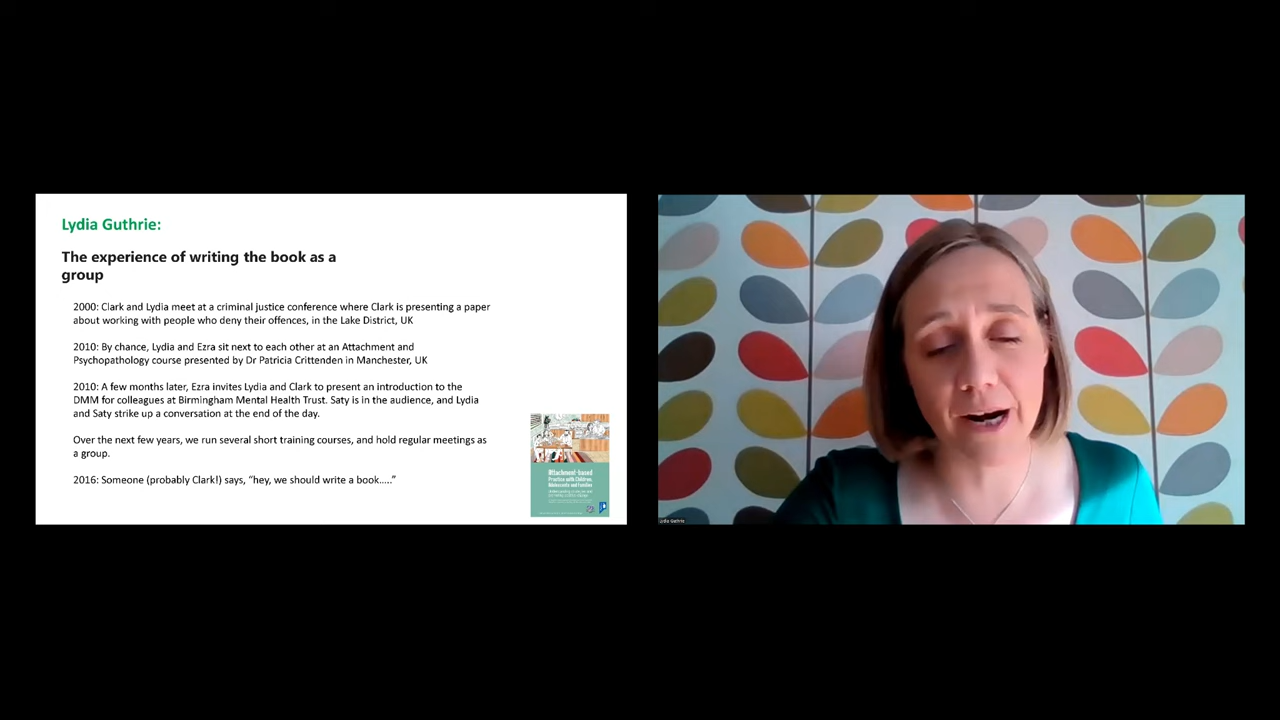 Lydia Guthrie:
The experience of writing the book as a
group
2000: Clark and Lydia meet at a criminal justice conference where Clark is presenting a paper
about working with people who deny their offences, in the Lake District, UK
2010: By chance, Lydia and Ezra sit next to each other at an Attachment and
Psychopathology course presented by Dr Patricia Crittenden in Manchester, UK
2010: A few months later, Ezra invites Lydia and Clark to present an introduction to the
DMM for colleagues at Birmingham Mental Health Trust. Saty is in the audience, and Lydia
and Saty strike up a conversation at the end of the day.
Over the next few years, we run several short training courses, and hold regular meetings as
a group.
2016: Someone (probably Clark!) says, “hey, we should write a book.....”
Attachment-based
Practice with Children,
Adolescents and Families
Lydia Guthrie